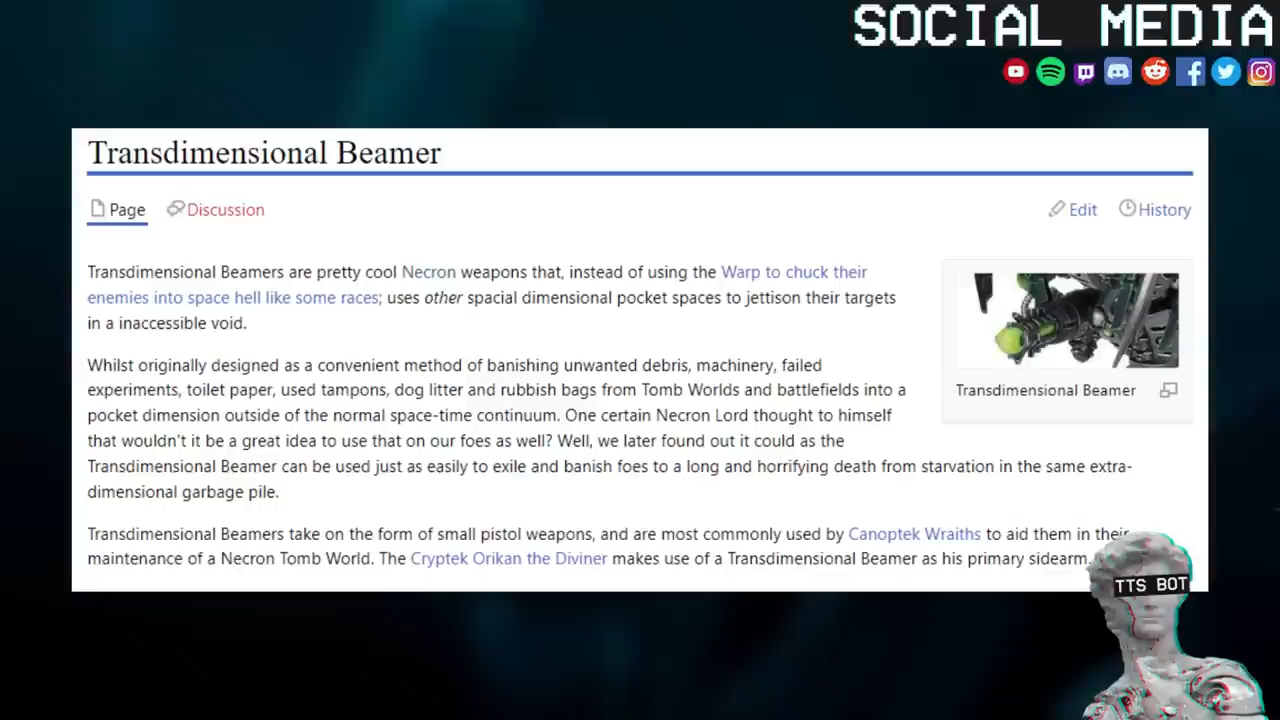 SOCIAL MEDIA
Transdimensional Beamer
Page Discussion Edit History
Transdimensional Beamers are pretty cool Necron weapons that, instead of using the Warp to chuck their
enemies into space hell like some races; uses other spacial dimensional pocket spaces to jettison their targets
in a inaccessible void.
Transdimensional Beamer
Whilst originally designed as a convenient method of banishing unwanted debris, machinery, failed
experiments, toilet paper, used tampons, dog litter and rubbish bags from Tomb Worlds and battlefields into a
pocket dimension outside of the normal space-time continuum. One certain Necron Lord thought to himself
that wouldn't it be a great idea to use that on our foes as well? Well, we later found out it could as the
Transdimensional Beamer can be used just as easily to exile and banish foes to a long and horrifying death from starvation in the same extra-
dimensional garbage pile.
Transdimensional Beamers take on the form of small pistol weapons, and are most commonly used by Canoptek Wraiths to aid them in their
maintenance of a Necron Tomb World. The Cryptek Orikan the Diviner makes use of a Transdimensional Beamer as his primary sidearm.
TTS BOT